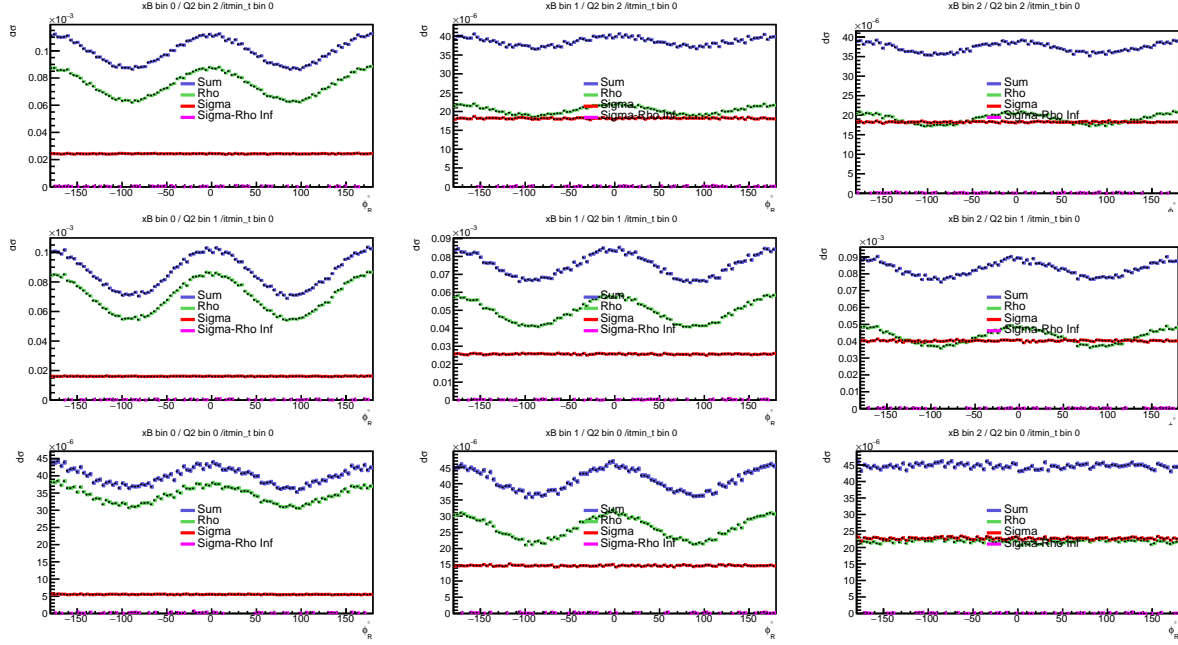 xB bin 0 / Q2 bin 2 /itmin_t bin 0
×10⁻³
dσ
0.1
0.08
0.06
0.04
0.02
0
Sum
Rho
Sigma
Sigma-Rho Inf
−150 −100 −50 0 50 100 150
ϕ°R
xB bin 1 / Q2 bin 2 /itmin_t bin 0
×10⁻⁶
dσ
40
35
30
25
20
15
10
5
0
Sum
Rho
Sigma
Sigma-Rho Inf
−150 −100 −50 0 50 100 150
ϕ°R
xB bin 2 / Q2 bin 2 /itmin_t bin 0
×10⁻⁶
dσ
40
35
30
25
20
15
10
5
0
Sum
Rho
Sigma
Sigma-Rho Inf
−150 −100 −50 0 50 100 150
xB bin 0 / Q2 bin 1 /itmin_t bin 0
×10⁻³
dσ
0.1
0.08
0.06
0.04
0.02
0
Sum
Rho
Sigma
Sigma-Rho Inf
−150 −100 −50 0 50 100 150
ϕ°R
xB bin 1 / Q2 bin 1 /itmin_t bin 0
×10⁻³
dσ
0.09
0.08
0.07
0.06
0.05
0.04
0.03
0.02
0.01
0
Sum
Rho
Sigma
Sigma-Rho Inf
−150 −100 −50 0 50 100 150
ϕ°R
xB bin 2 / Q2 bin 1 /itmin_t bin 0
×10⁻³
dσ
0.09
0.08
0.07
0.06
0.05
0.04
0.03
0.02
0.01
0
Sum
Rho
Sigma
Sigma-Rho Inf
−150 −100 −50 0 50 100 150
xB bin 0 / Q2 bin 0 /itmin_t bin 0
×10⁻⁶
dσ
45
40
35
30
25
20
15
10
5
0
Sum
Rho
Sigma
Sigma-Rho Inf
−150 −100 −50 0 50 100 150
ϕ°R
xB bin 1 / Q2 bin 0 /itmin_t bin 0
×10⁻⁶
dσ
45
40
35
30
25
20
15
10
5
0
Sum
Rho
Sigma
Sigma-Rho Inf
−150 −100 −50 0 50 100 150
ϕ°R
xB bin 2 / Q2 bin 0 /itmin_t bin 0
×10⁻⁶
dσ
45
40
35
30
25
20
15
10
5
0
Sum
Rho
Sigma
Sigma-Rho Inf
−150 −100 −50 0 50 100 150
ϕ°R